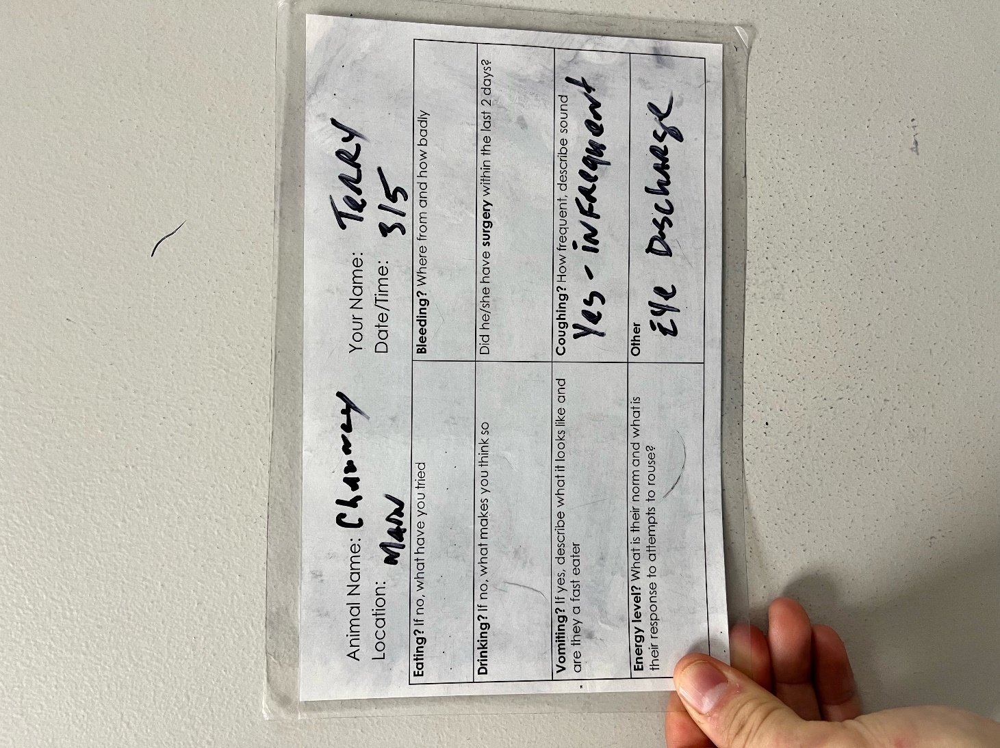 Animal Name: Chauncey
Your Name: TERRY
Location: MAIN
Date/Time: 3/5
Eating? If no, what have you tried
Bleeding? Where from and how badly
Drinking? If no, what makes you think so
Did he/she have surgery within the last 2 days?
Vomiting? If yes, describe what it looks like and
are they a fast eater
Coughing? How frequent, describe sound
Yes - inFrequent
Energy level? What is their norm and what is
their response to attempts to rouse?
Other
Eye Discharge